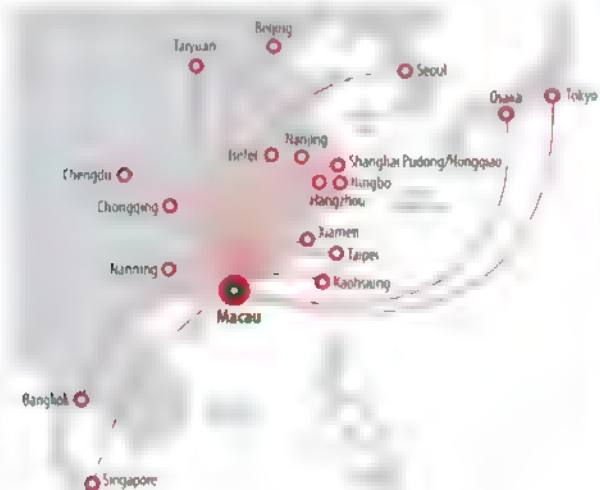 Beijing
Taiyuan
Seoul
Osaka
Tokyo
Nanjing
Hefei
Shanghai Pudong/Hongqiao
Chengdu
Ningbo
Hangzhou
Chongqing
Xiamen
Taipei
Nanning
Kaohsiung
Macau
Bangkok
Singapore